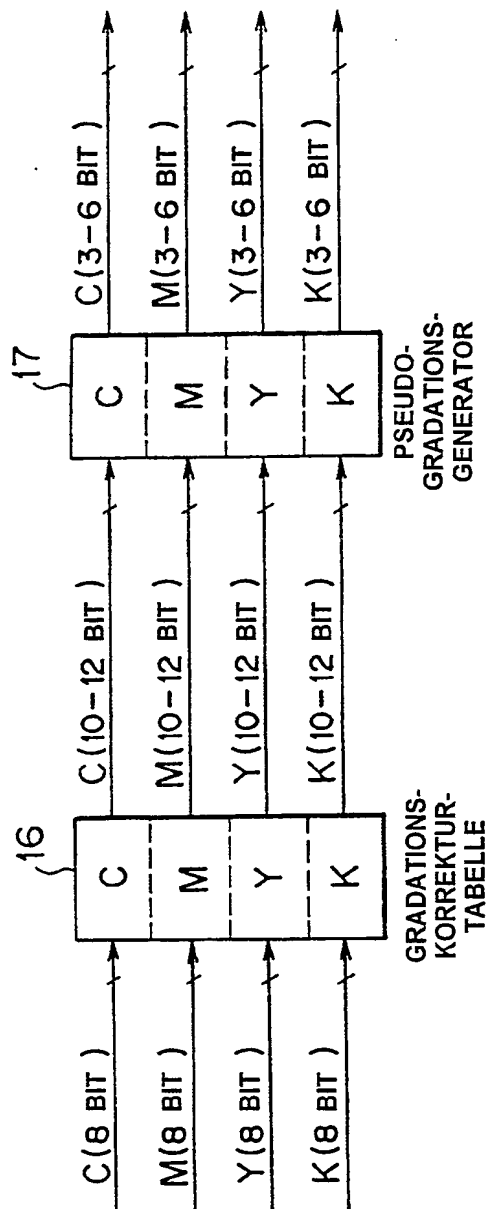 16
17
C(8 BIT )
C
C(10-12 BIT )
C
C(3-6 BIT )
M(8 BIT )
M
M(10-12 BIT )
M
M(3-6 BIT )
Y(8 BIT )
Y
Y(10-12 BIT )
Y
Y(3-6 BIT )
K(8 BIT )
K
K(10-12 BIT )
K
K(3-6 BIT )
GRADATIONS-
KORREKTUR-
TABELLE
PSEUDO-
GRADATIONS-
GENERATOR